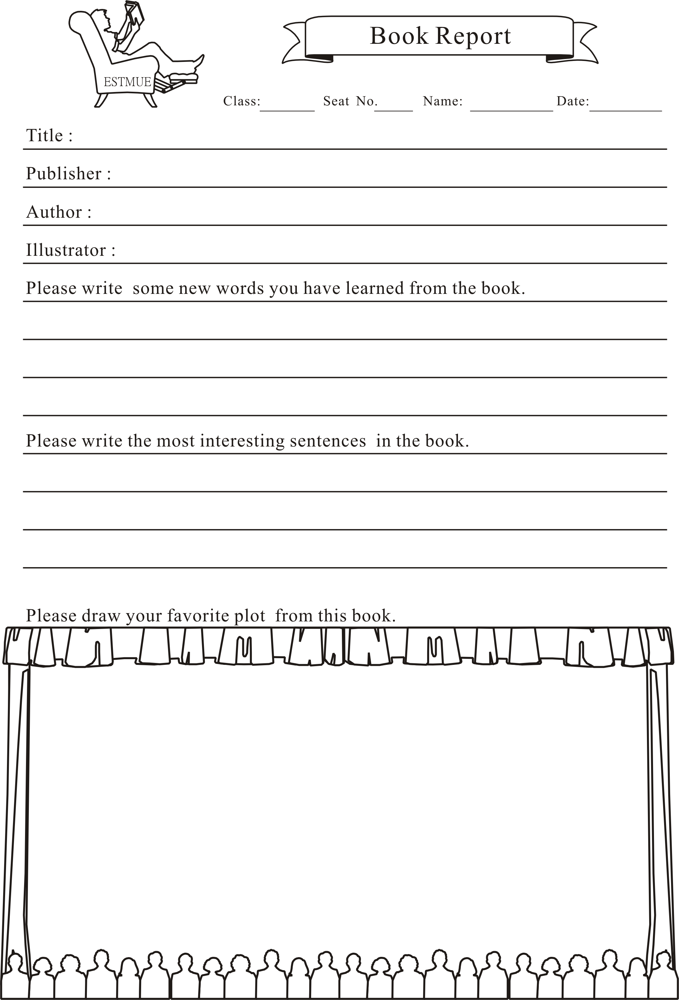 Book Report
ESTMUE
Class: Seat No. Name: Date:
Title :
Publisher :
Author :
Illustrator :
Please write some new words you have learned from the book.
Please write the most interesting sentences in the book.
Please draw your favorite plot from this book.